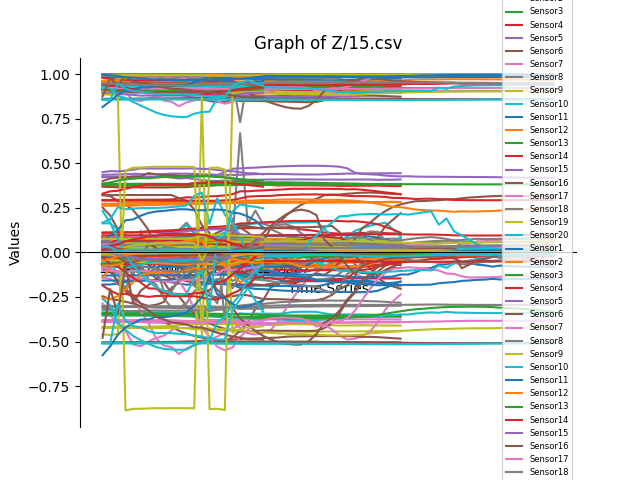 Graph of Z/15.csv
Values
1.00
0.75
0.50
0.25
0.00
−0.25
−0.50
−0.75
Time Series
Sensor3
Sensor4
Sensor5
Sensor6
Sensor7
Sensor8
Sensor9
Sensor10
Sensor11
Sensor12
Sensor13
Sensor14
Sensor15
Sensor16
Sensor17
Sensor18
Sensor19
Sensor20
Sensor1
Sensor2
Sensor3
Sensor4
Sensor5
Sensor6
Sensor7
Sensor8
Sensor9
Sensor10
Sensor11
Sensor12
Sensor13
Sensor14
Sensor15
Sensor16
Sensor17
Sensor18